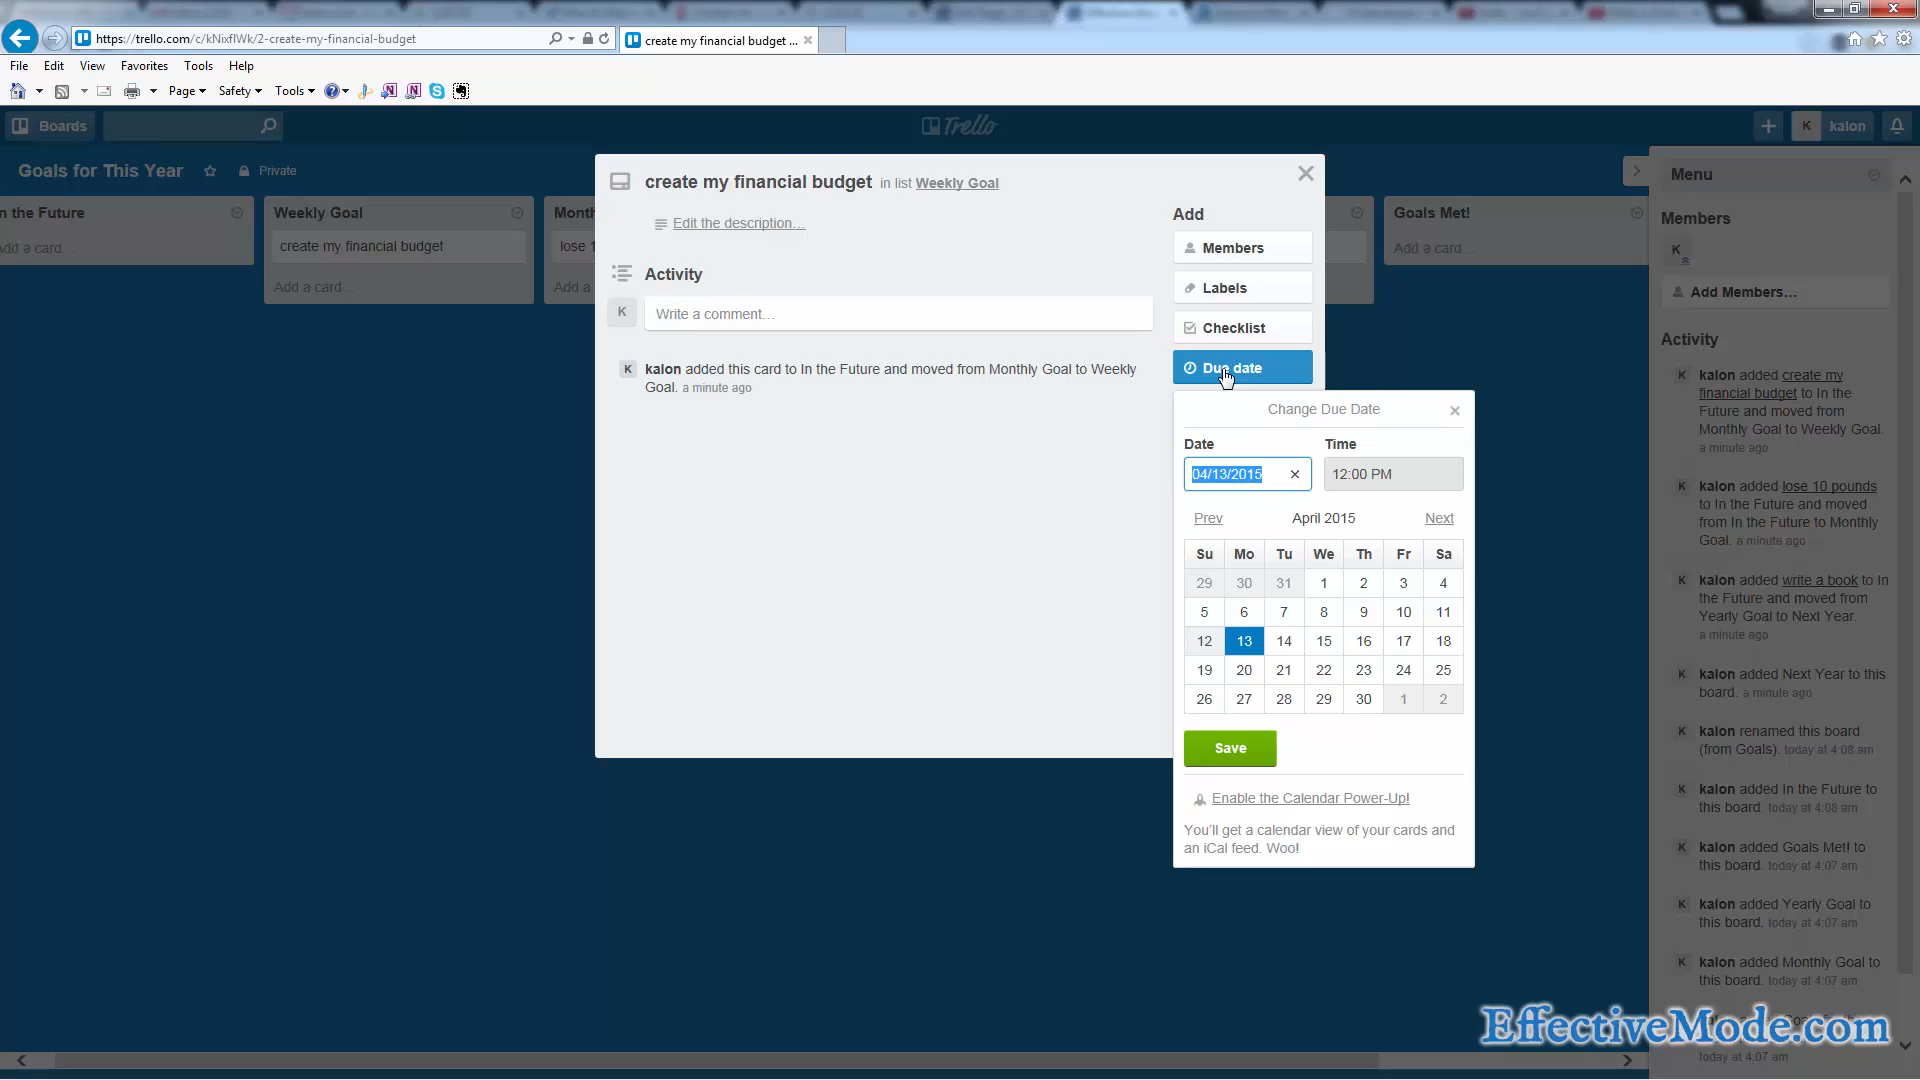 https://trello.com/c/kNixflWk/2-create-my-financial-budget
create my financial budget ...
File Edit View Favorites Tools Help
Page Safety Tools
Boards
Trello
K kalon
Goals for This Year
Private
n the Future
Add a card...
Weekly Goal
create my financial budget
Add a card...
Month
lose 1
Add a
Goals Met!
Add a card...
create my financial budget in list Weekly Goal
Edit the description...
Activity
K
Write a comment...
K
kalon added this card to In the Future and moved from Monthly Goal to Weekly
Goal. a minute ago
Add
Members
Labels
Checklist
Due date
Change Due Date
Date Time
04/13/2015 12:00 PM
Prev April 2015 Next
Su Mo Tu We Th Fr Sa
29 30 31 1 2 3 4
5 6 7 8 9 10 11
12 13 14 15 16 17 18
19 20 21 22 23 24 25
26 27 28 29 30 1 2
Save
Enable the Calendar Power-Up!
You'll get a calendar view of your cards and
an iCal feed. Woo!
Menu
Members
K
Add Members...
Activity
K kalon added create my
financial budget to In the
Future and moved from
Monthly Goal to Weekly Goal.
a minute ago
K kalon added lose 10 pounds
to In the Future and moved
from In the Future to Monthly
Goal. a minute ago
K kalon added write a book to In
the Future and moved from
Yearly Goal to Next Year.
a minute ago
K kalon added Next Year to this
board. a minute ago
K kalon renamed this board
(from Goals). today at 4:08 am
K kalon added In the Future to
this board. today at 4:08 am
K kalon added Goals Met! to
this board. today at 4:07 am
K kalon added Yearly Goal to
this board. today at 4:07 am
K kalon added Monthly Goal to
this board. today at 4:07 am
today at 4:07 am
EffectiveMode.com